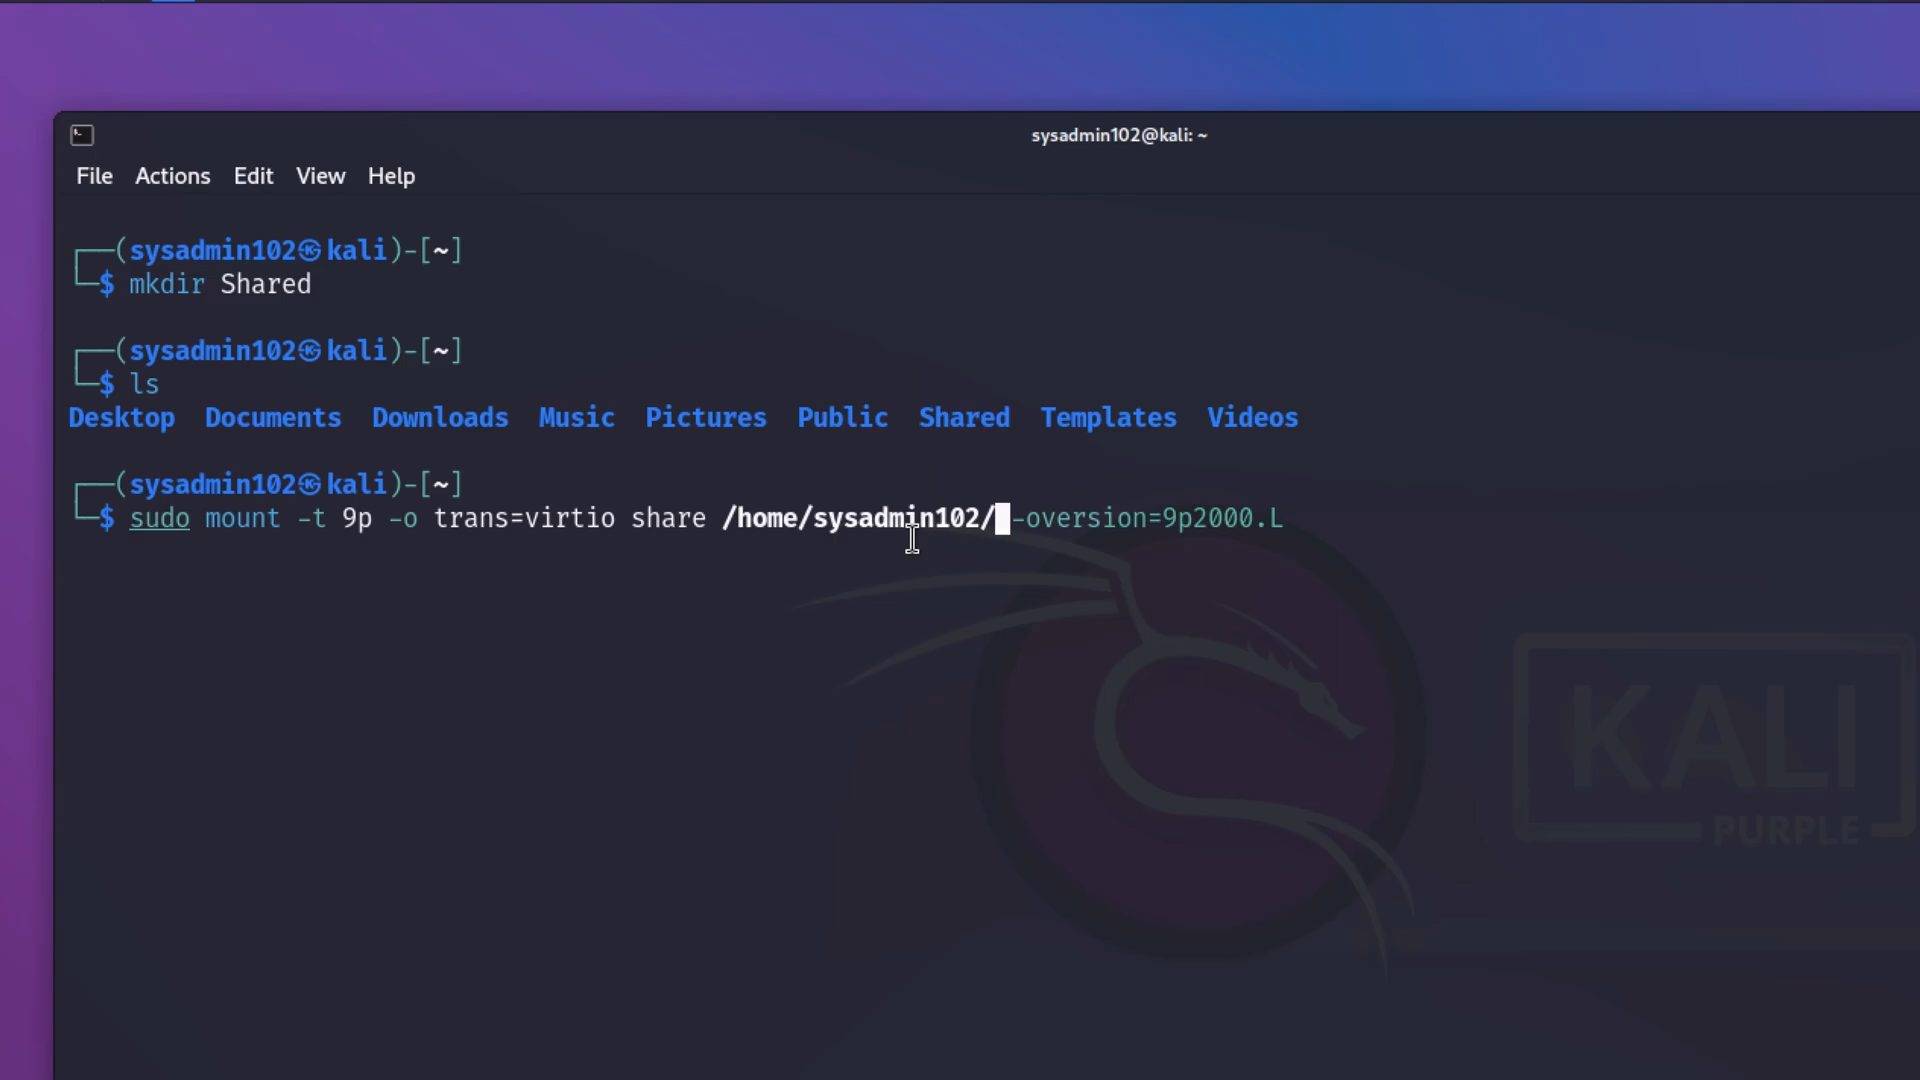 sysadmin102@kali: ~
File Actions Edit View Help
┌──(sysadmin102㉿kali)-[~]
└─$ mkdir Shared
┌──(sysadmin102㉿kali)-[~]
└─$ ls
Desktop Documents Downloads Music Pictures Public Shared Templates Videos
┌──(sysadmin102㉿kali)-[~]
└─$ sudo mount -t 9p -o trans=virtio share /home/sysadmin102/ -oversion=9p2000.L
KALI
PURPLE